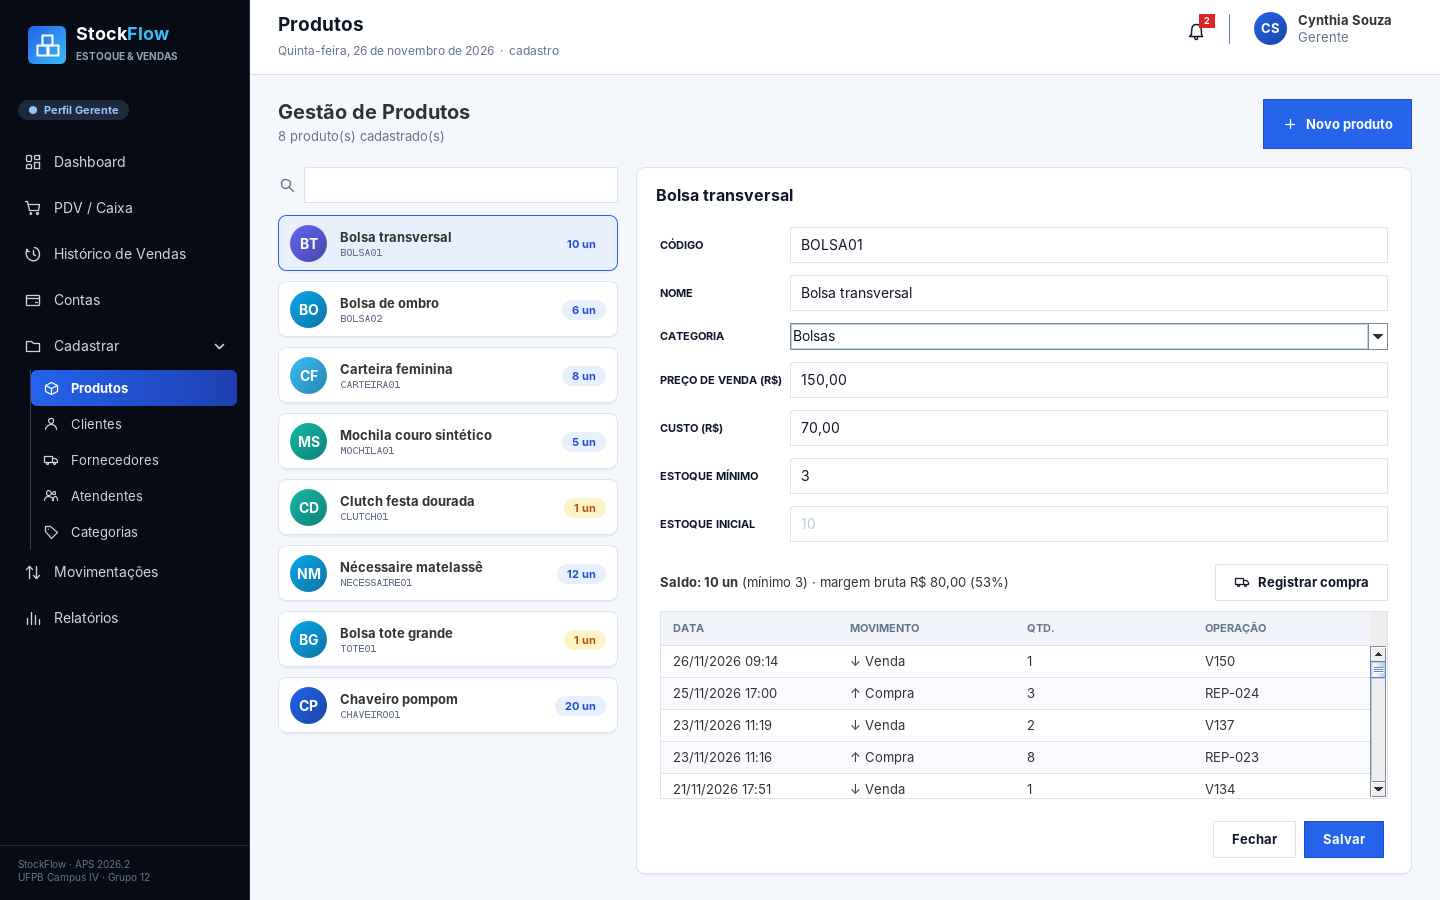 StockFlow
ESTOQUE & VENDAS
Perfil Gerente
Dashboard
PDV / Caixa
Histórico de Vendas
Contas
Cadastrar
Produtos
Clientes
Fornecedores
Atendentes
Categorias
Movimentações
Relatórios
StockFlow · APS 2026.2
UFPB Campus IV · Grupo 12
Produtos
Quinta-feira, 26 de novembro de 2026 · cadastro
2
CS
Cynthia Souza
Gerente
Gestão de Produtos
8 produto(s) cadastrado(s)
+ Novo produto
BT
Bolsa transversal
BOLSA01
10 un
BO
Bolsa de ombro
BOLSA02
6 un
CF
Carteira feminina
CARTEIRA01
8 un
MS
Mochila couro sintético
MOCHILA01
5 un
CD
Clutch festa dourada
CLUTCH01
1 un
NM
Nécessaire matelassê
NECESSAIRE01
12 un
BG
Bolsa tote grande
TOTE01
1 un
CP
Chaveiro pompom
CHAVEIRO01
20 un
Bolsa transversal
CÓDIGO BOLSA01
NOME Bolsa transversal
CATEGORIA Bolsas
PREÇO DE VENDA (R$) 150,00
CUSTO (R$) 70,00
ESTOQUE MÍNIMO 3
ESTOQUE INICIAL 10
Saldo: 10 un (mínimo 3) · margem bruta R$ 80,00 (53%)
Registrar compra
DATA MOVIMENTO QTD. OPERAÇÃO
26/11/2026 09:14 ↓ Venda 1 V150
25/11/2026 17:00 ↑ Compra 3 REP-024
23/11/2026 11:19 ↓ Venda 2 V137
23/11/2026 11:16 ↑ Compra 8 REP-023
21/11/2026 17:51 ↓ Venda 1 V134
Fechar
Salvar